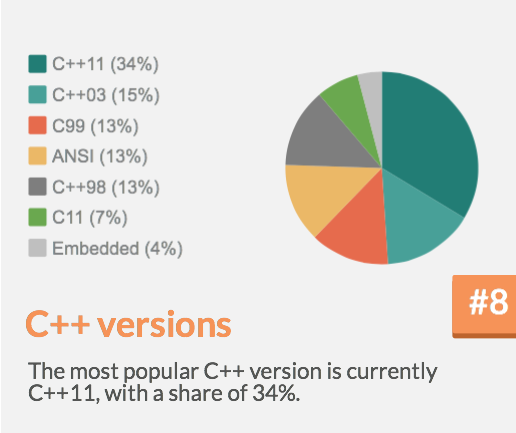 C++11 (34%)
C++03 (15%)
C99 (13%)
ANSI (13%)
C++98 (13%)
C11 (7%)
Embedded (4%)
#8
C++ versions
The most popular C++ version is currently
C++11, with a share of 34%.